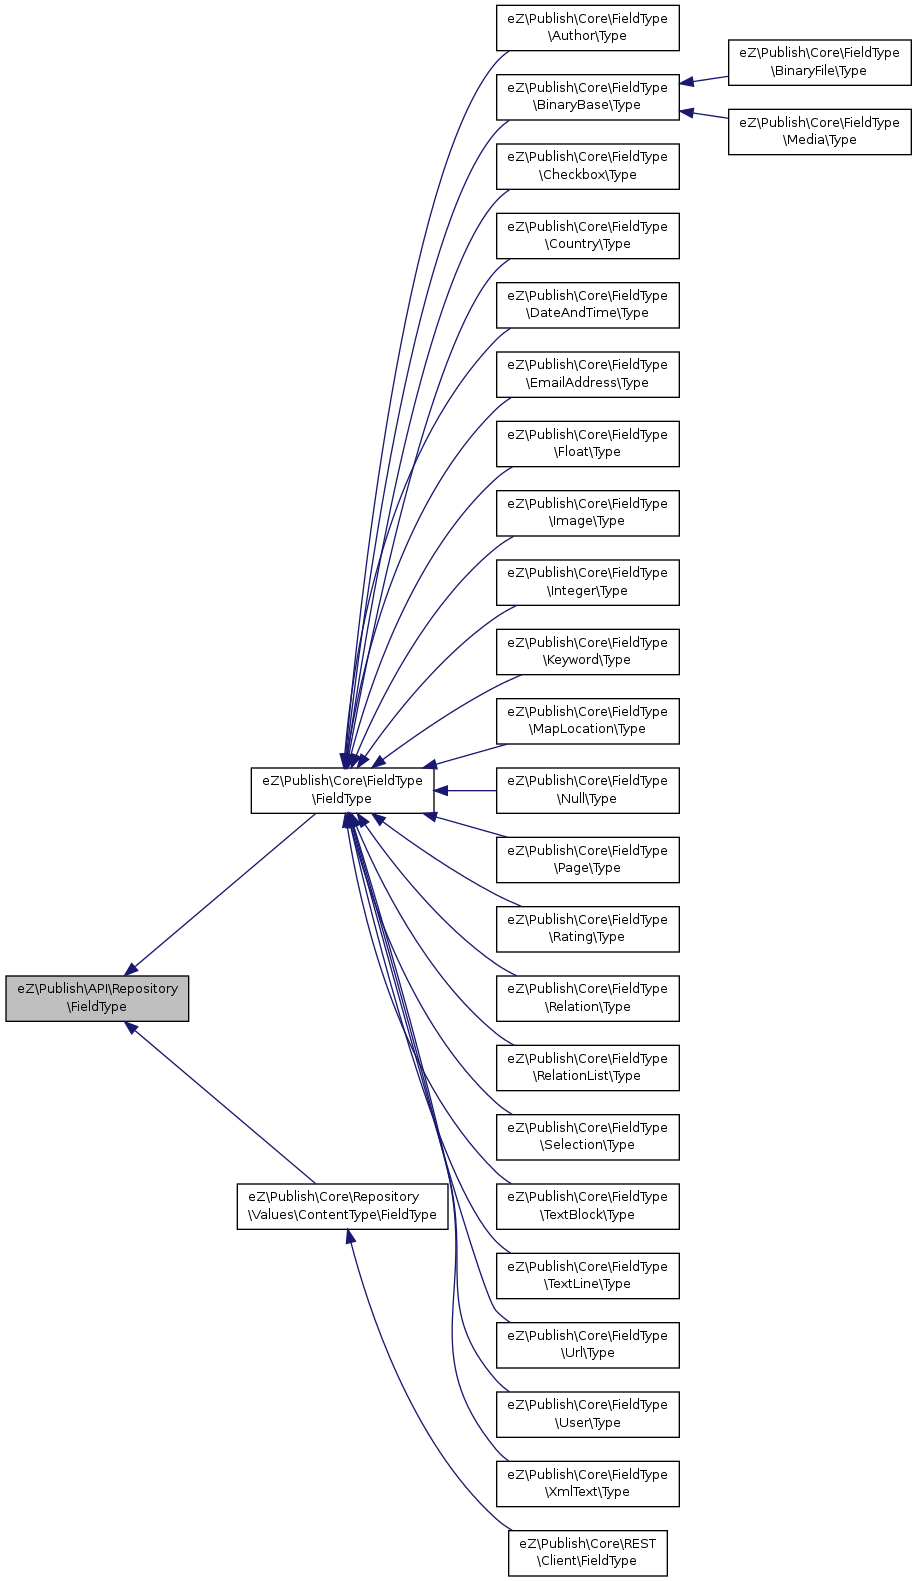 eZ\Publish\Core\FieldType
\Author\Type
eZ\Publish\Core\FieldType
\BinaryFile\Type
eZ\Publish\Core\FieldType
\BinaryBase\Type
eZ\Publish\Core\FieldType
\Media\Type
eZ\Publish\Core\FieldType
\Checkbox\Type
eZ\Publish\Core\FieldType
\Country\Type
eZ\Publish\Core\FieldType
\DateAndTime\Type
eZ\Publish\Core\FieldType
\EmailAddress\Type
eZ\Publish\Core\FieldType
\Float\Type
eZ\Publish\Core\FieldType
\Image\Type
eZ\Publish\Core\FieldType
\Integer\Type
eZ\Publish\Core\FieldType
\Keyword\Type
eZ\Publish\Core\FieldType
\MapLocation\Type
eZ\Publish\Core\FieldType
\FieldType
eZ\Publish\Core\FieldType
\Null\Type
eZ\Publish\Core\FieldType
\Page\Type
eZ\Publish\Core\FieldType
\Rating\Type
eZ\Publish\API\Repository
\FieldType
eZ\Publish\Core\FieldType
\Relation\Type
eZ\Publish\Core\FieldType
\RelationList\Type
eZ\Publish\Core\FieldType
\Selection\Type
eZ\Publish\Core\Repository
\Values\ContentType\FieldType
eZ\Publish\Core\FieldType
\TextBlock\Type
eZ\Publish\Core\FieldType
\TextLine\Type
eZ\Publish\Core\FieldType
\Url\Type
eZ\Publish\Core\FieldType
\User\Type
eZ\Publish\Core\FieldType
\XmlText\Type
eZ\Publish\Core\REST
\Client\FieldType